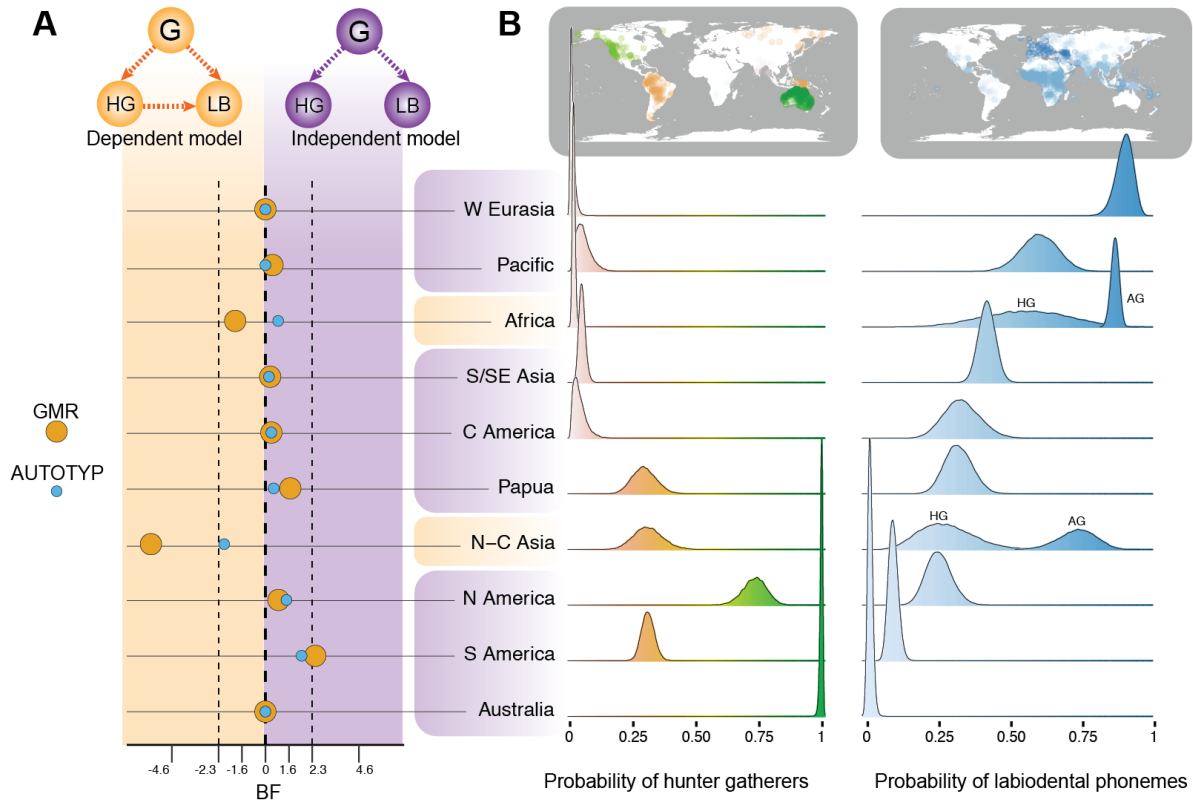 A
G
HG
LB
Dependent model
G
HG
LB
Independent model
B
W Eurasia
Pacific
Africa
HG
AG
S/SE Asia
GMR
C America
AUTOTYP
Papua
N–C Asia
HG
AG
N America
S America
Australia
-4.6 -2.3 -1.6 0 1.6 2.3 4.6
BF
0 0.25 0.5 0.75 1
Probability of hunter gatherers
0 0.25 0.50 0.75 1
Probability of labiodental phonemes